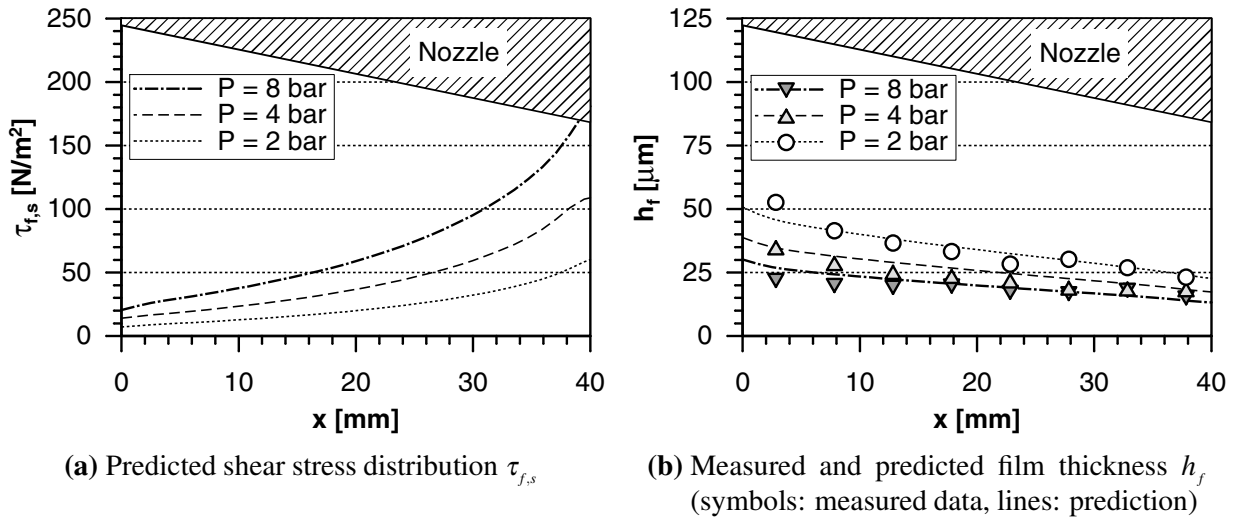 250
200
150
100
50
0
τf,s [N/m²]
Nozzle
P = 8 bar
P = 4 bar
P = 2 bar
0 10 20 30 40
x [mm]
(a) Predicted shear stress distribution τf,s
125
100
75
50
25
0
hf [μm]
Nozzle
P = 8 bar
P = 4 bar
P = 2 bar
0 10 20 30 40
x [mm]
(b) Measured and predicted film thickness hf
(symbols: measured data, lines: prediction)